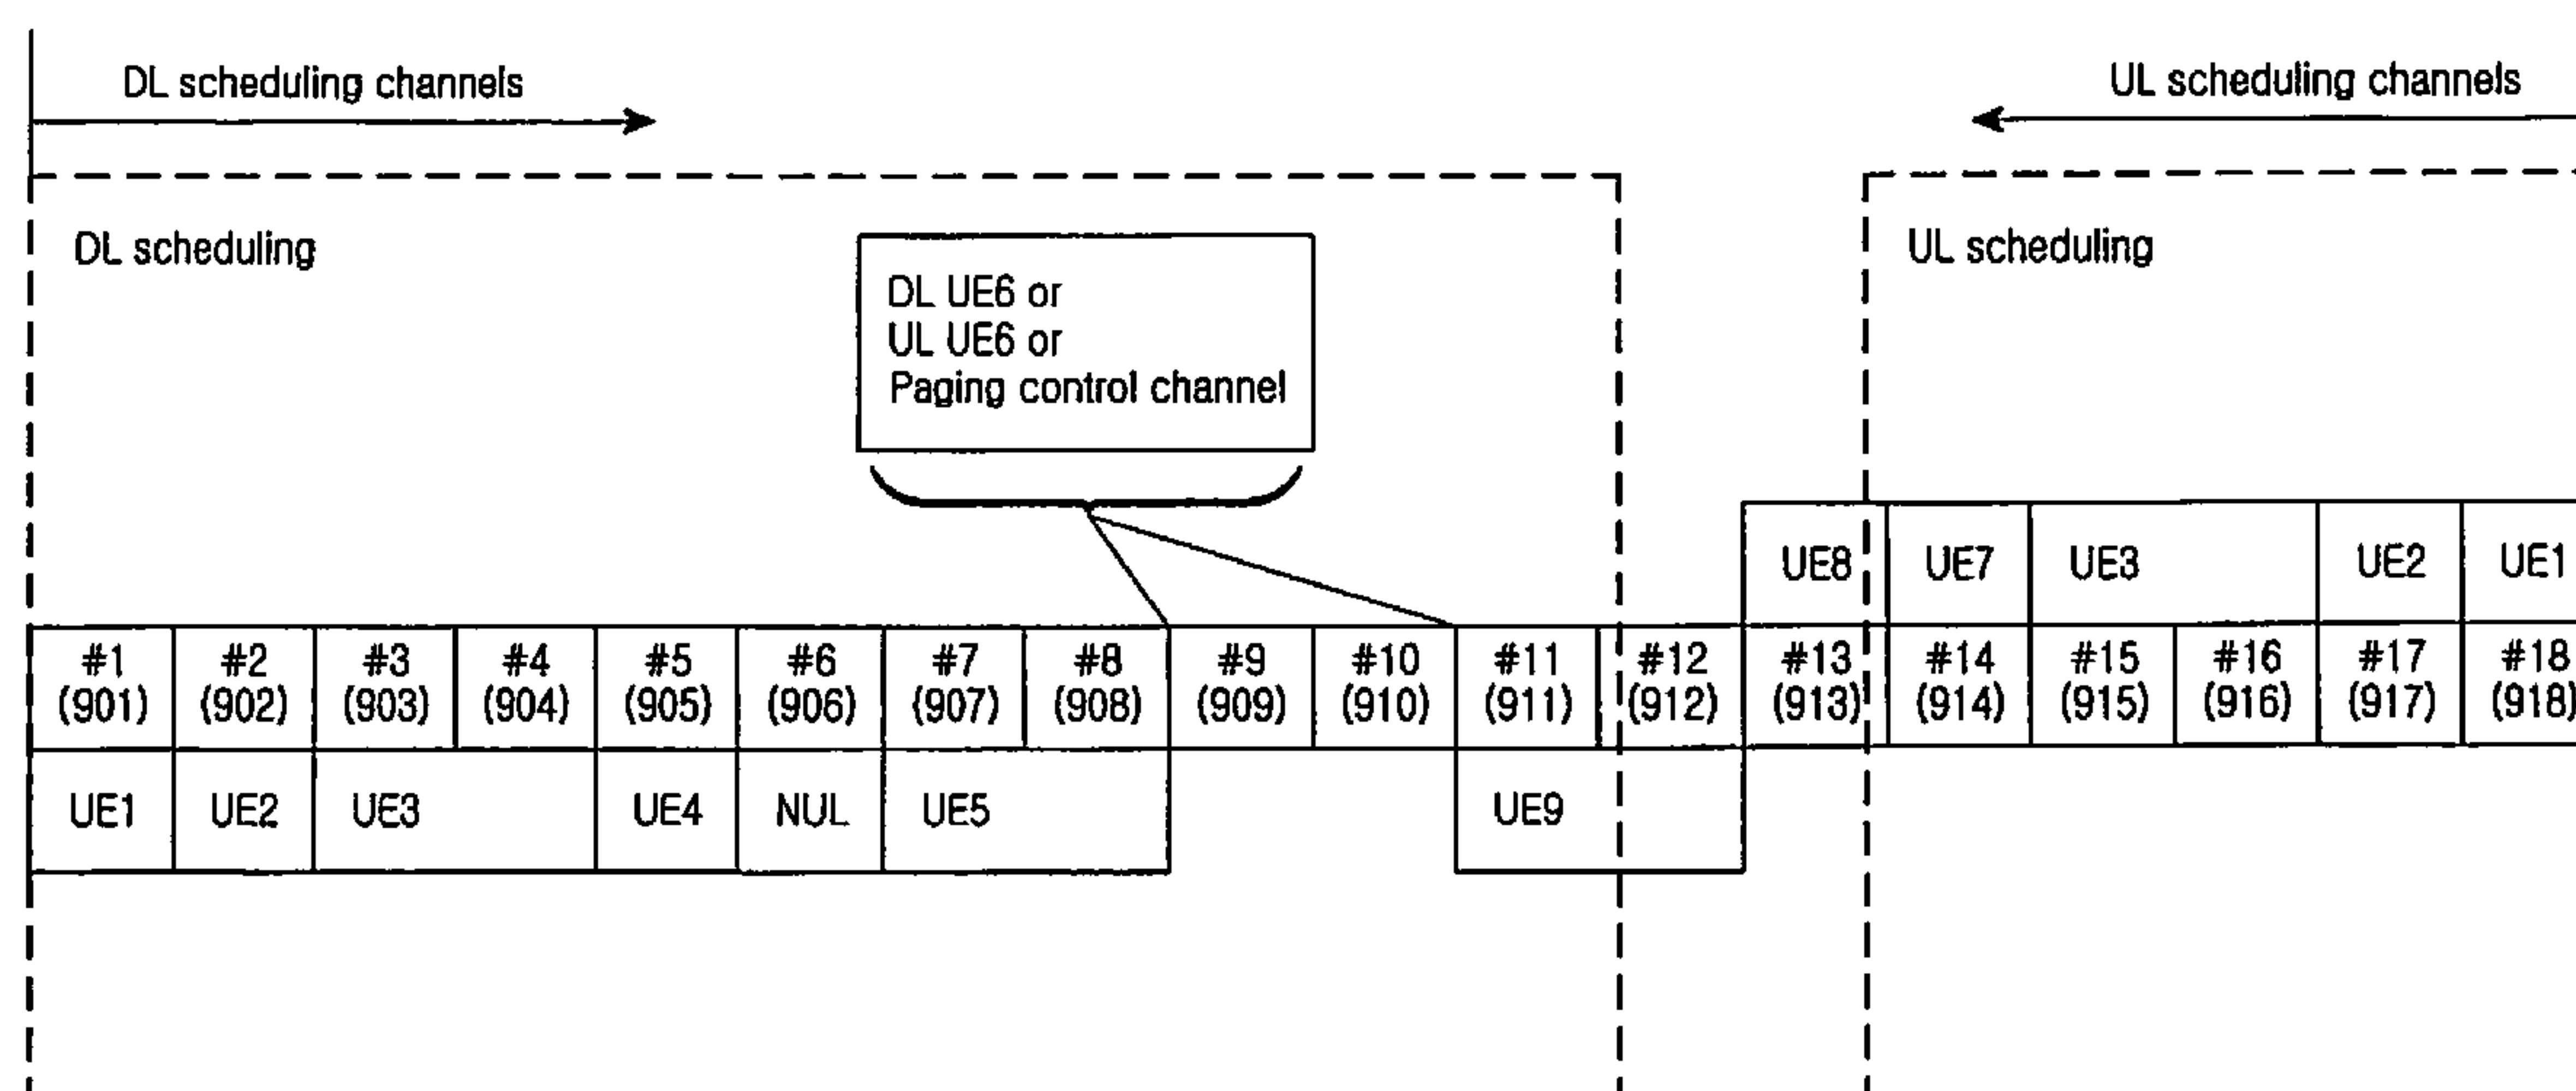 DL scheduling channels
UL scheduling channels
DL scheduling
UL scheduling
DL UE6 or
UL UE6 or
Paging control channel
UE8 UE7 UE3 UE2 UE1
#1 #2 #3 #4 #5 #6 #7 #8 #9 #10 #11 #12 #13 #14 #15 #16 #17 #18
(901) (902) (903) (904) (905) (906) (907) (908) (909) (910) (911) (912) (913) (914) (915) (916) (917) (918)
UE1 UE2 UE3 UE4 NUL UE5 UE9